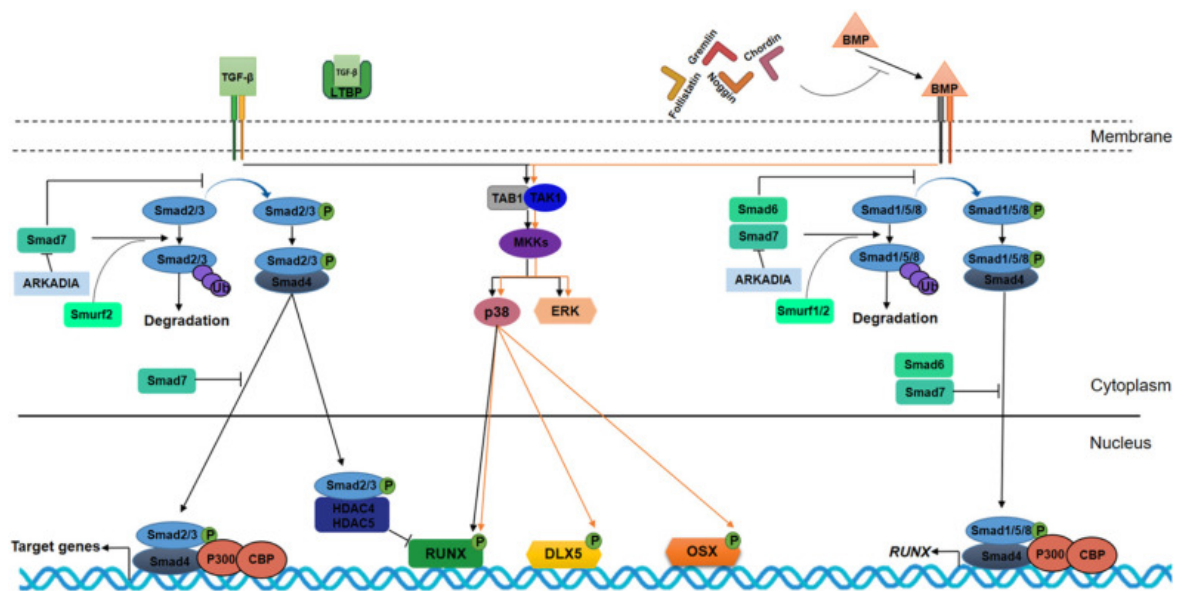 TGF-β
TGF-β
LTBP
Follistatin
Gremlin
Noggin
Chordin
BMP
BMP
Membrane
Smad2/3
Smad2/3
P
Smad7
Smad2/3
Ub
Smad2/3
P
Smad4
ARKADIA
Smurf2
Degradation
Smad7
TAB1
TAK1
MKKs
p38
ERK
Smad6
Smad7
Smad1/5/8
Smad1/5/8
P
Smad1/5/8
Ub
Smad1/5/8
P
Smad4
ARKADIA
Smurf1/2
Degradation
Smad6
Smad7
Cytoplasm
Nucleus
Smad2/3
P
HDAC4
HDAC5
Target genes
Smad2/3
P
Smad4
P300
CBP
RUNX
P
DLX5
P
OSX
P
RUNX
Smad1/5/8
P
Smad4
P300
CBP